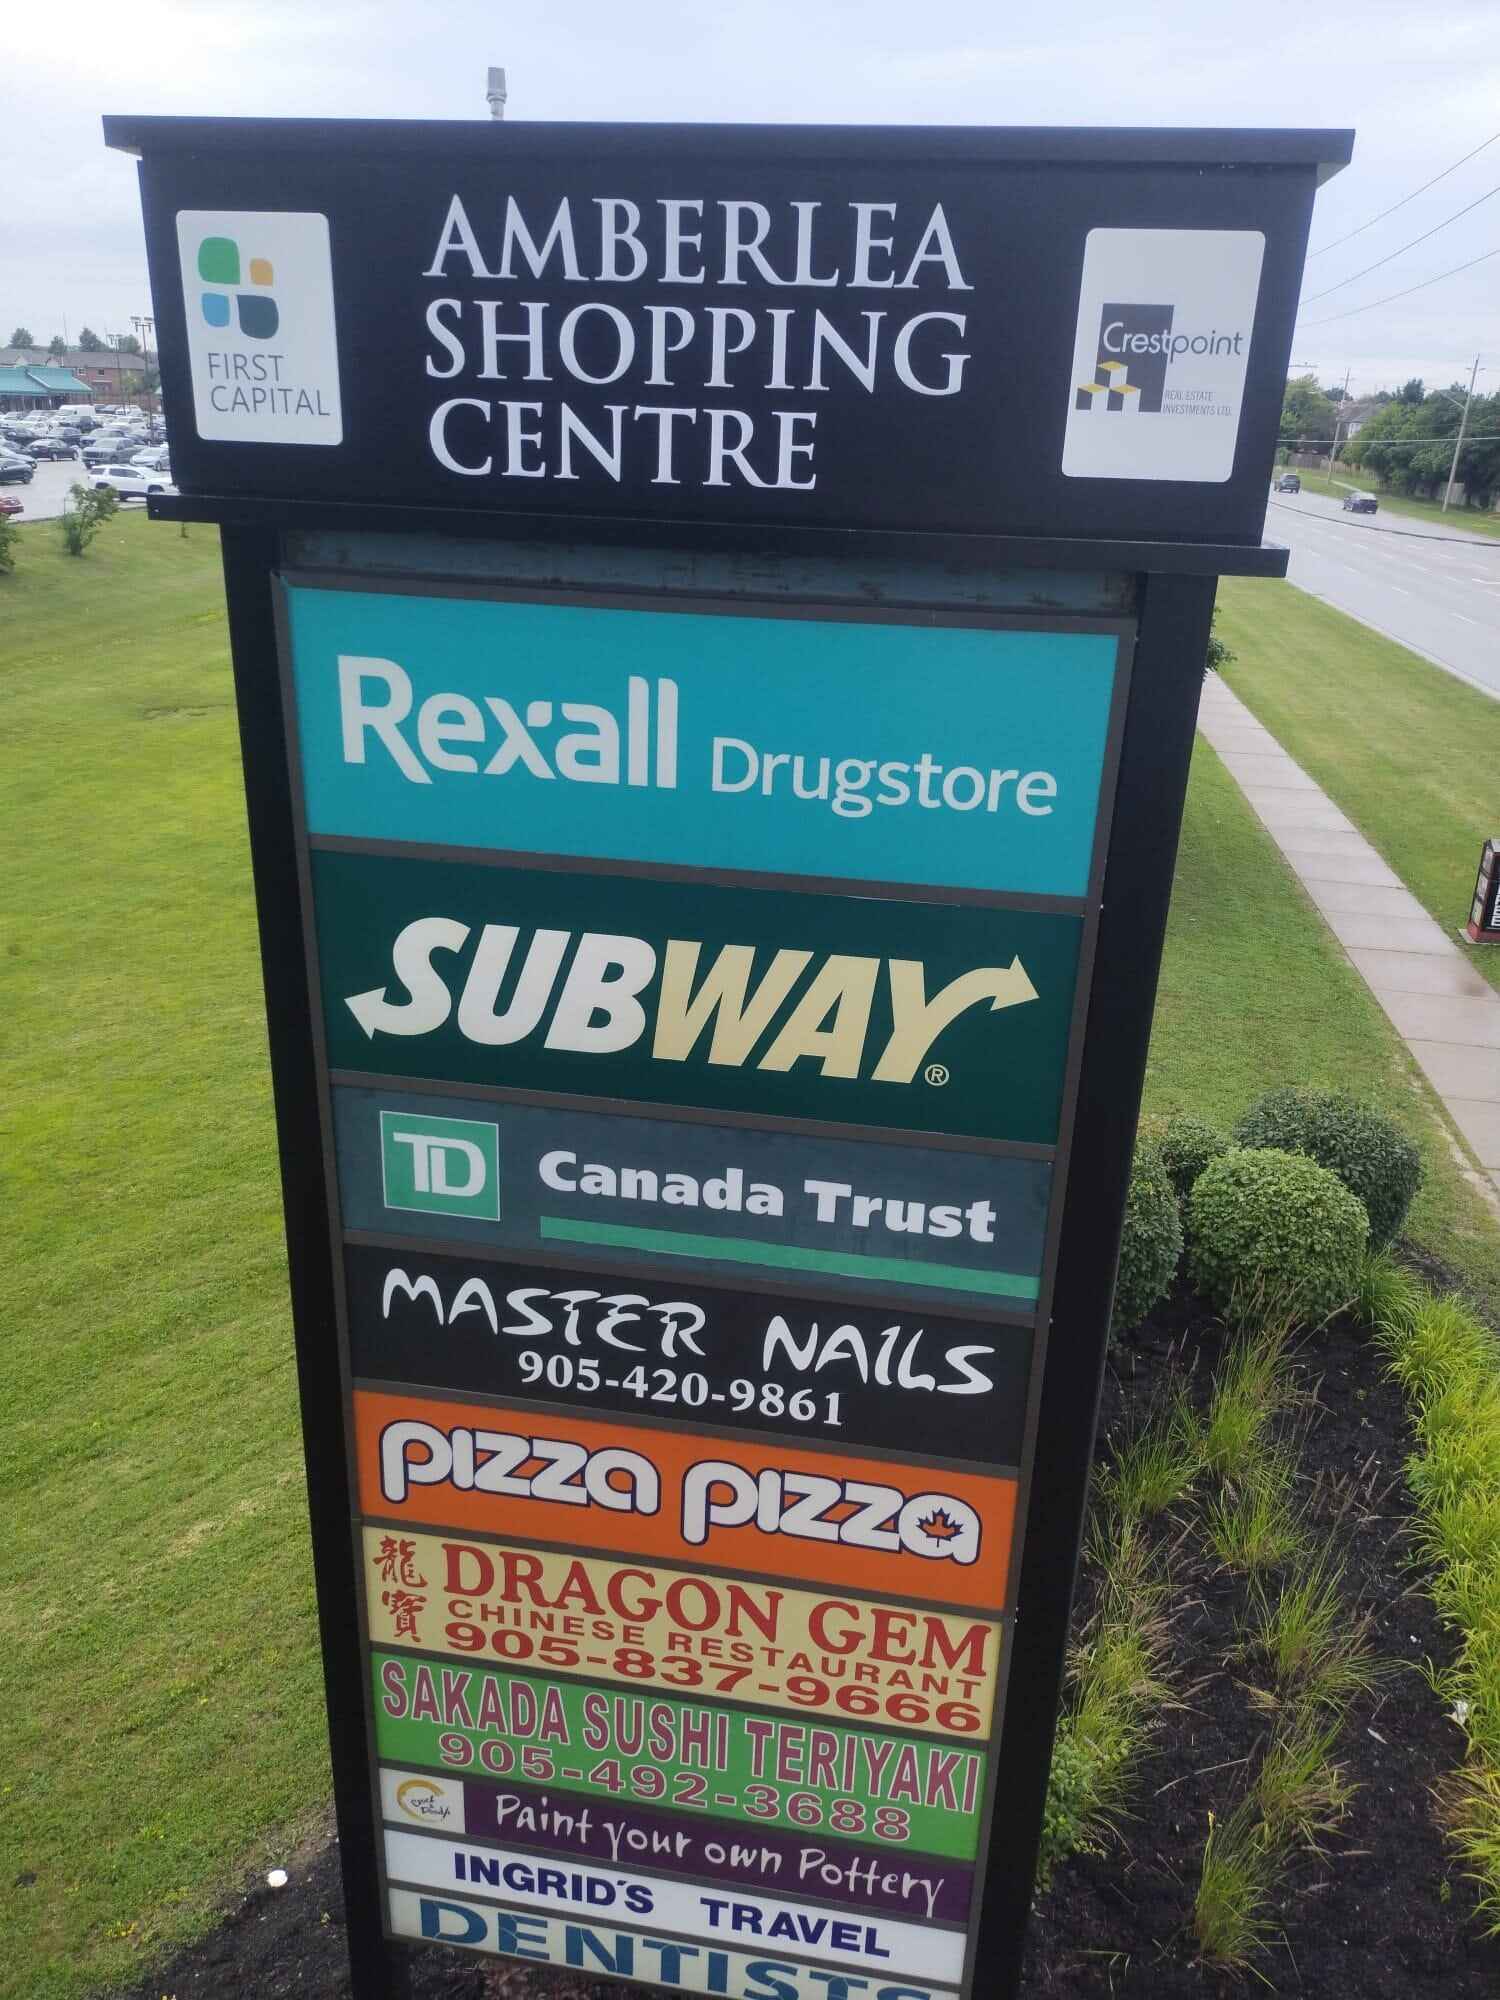 FIRST
CAPITAL
AMBERLEA
SHOPPING
CENTRE
Crestpoint
REAL ESTATE
INVESTMENTS LTD.
Rexall Drugstore
SUBWAY®
TD Canada Trust
MASTER NAILS
905-420-9861
PIZZA PIZZA
龍寶
DRAGON GEM
CHINESE RESTAURANT
905-837-9666
SAKADA SUSHI TERIYAKI
905-492-3688
Paint your own Pottery
INGRID'S TRAVEL
DENTISTS